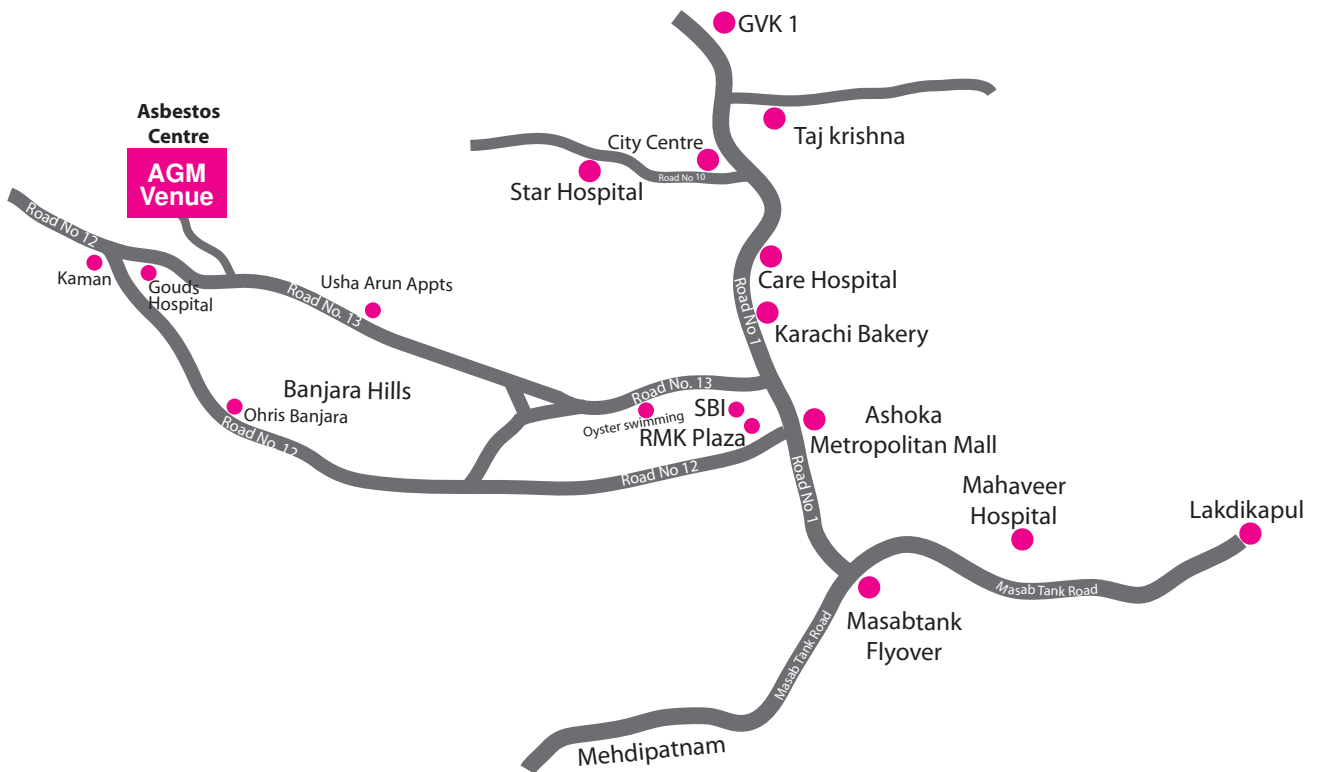 GVK 1
Asbestos
Centre
AGM
Venue
Taj krishna
City Centre
Road No 10
Star Hospital
Road No 12
Kaman
Gouds
Hospital
Usha Arun Appts
Road No. 13
Care Hospital
Road No 1
Karachi Bakery
Banjara Hills
Ohris Banjara
Road No. 12
Road No. 13
Oyster swimming
SBI
RMK Plaza
Ashoka
Metropolitan Mall
Road No 12
Road No 1
Mahaveer
Hospital
Lakdikapul
Masab Tank Road
Masabtank
Flyover
Masab Tank Road
Mehdipatnam